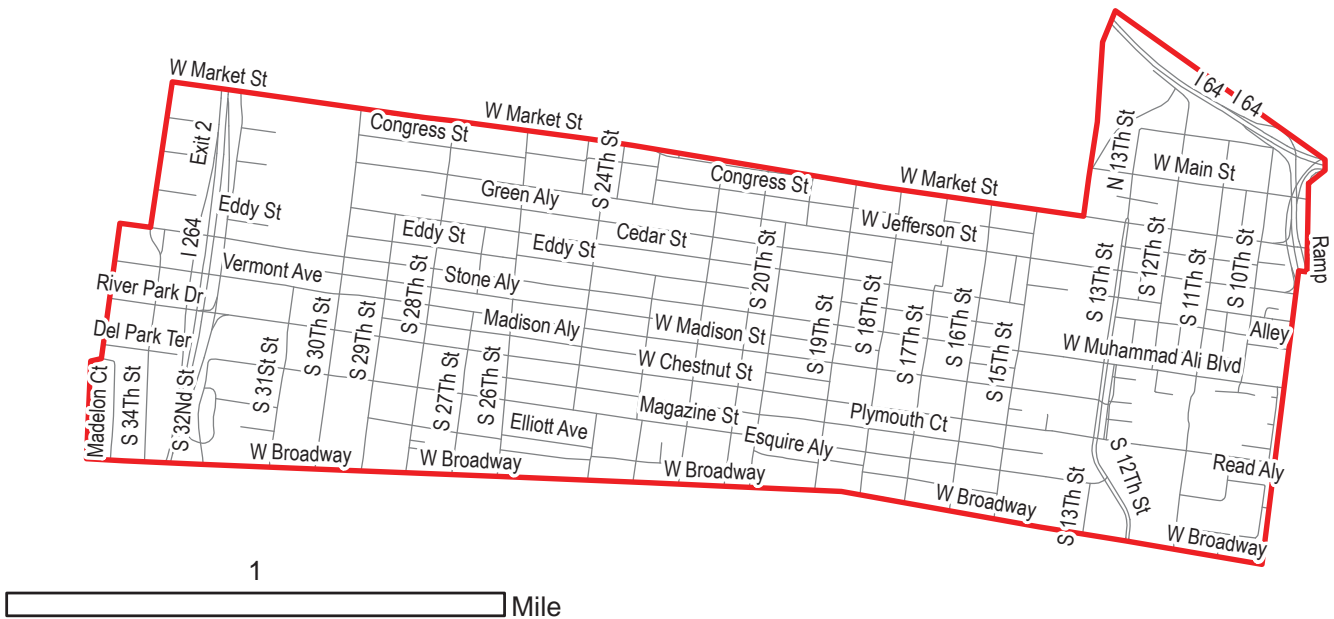 W Market St
W Market St
W Market St
I 64
I 64
Exit 2
Congress St
S 24Th St
Congress St
N 13Th St
W Main St
Eddy St
Green Aly
Cedar St
W Jefferson St
I 264
Eddy St
Eddy St
S 20Th St
S 13Th St
S 12Th St
S 11Th St
S 10Th St
Ramp
River Park Dr
Vermont Ave
S 28Th St
Stone Aly
Del Park Ter
S 30Th St
S 29Th St
Madison Aly
W Madison St
S 19Th St
S 18Th St
S 17Th St
S 16Th St
S 15Th St
Alley
W Muhammad Ali Blvd
W Chestnut St
Madelon Ct
S 34Th St
S 32Nd St
S 31St St
S 27Th St
S 26Th St
Elliott Ave
Magazine St
Plymouth Ct
Esquire Aly
S 12Th St
Read Aly
W Broadway
W Broadway
W Broadway
W Broadway
S 13Th St
W Broadway
1
Mile